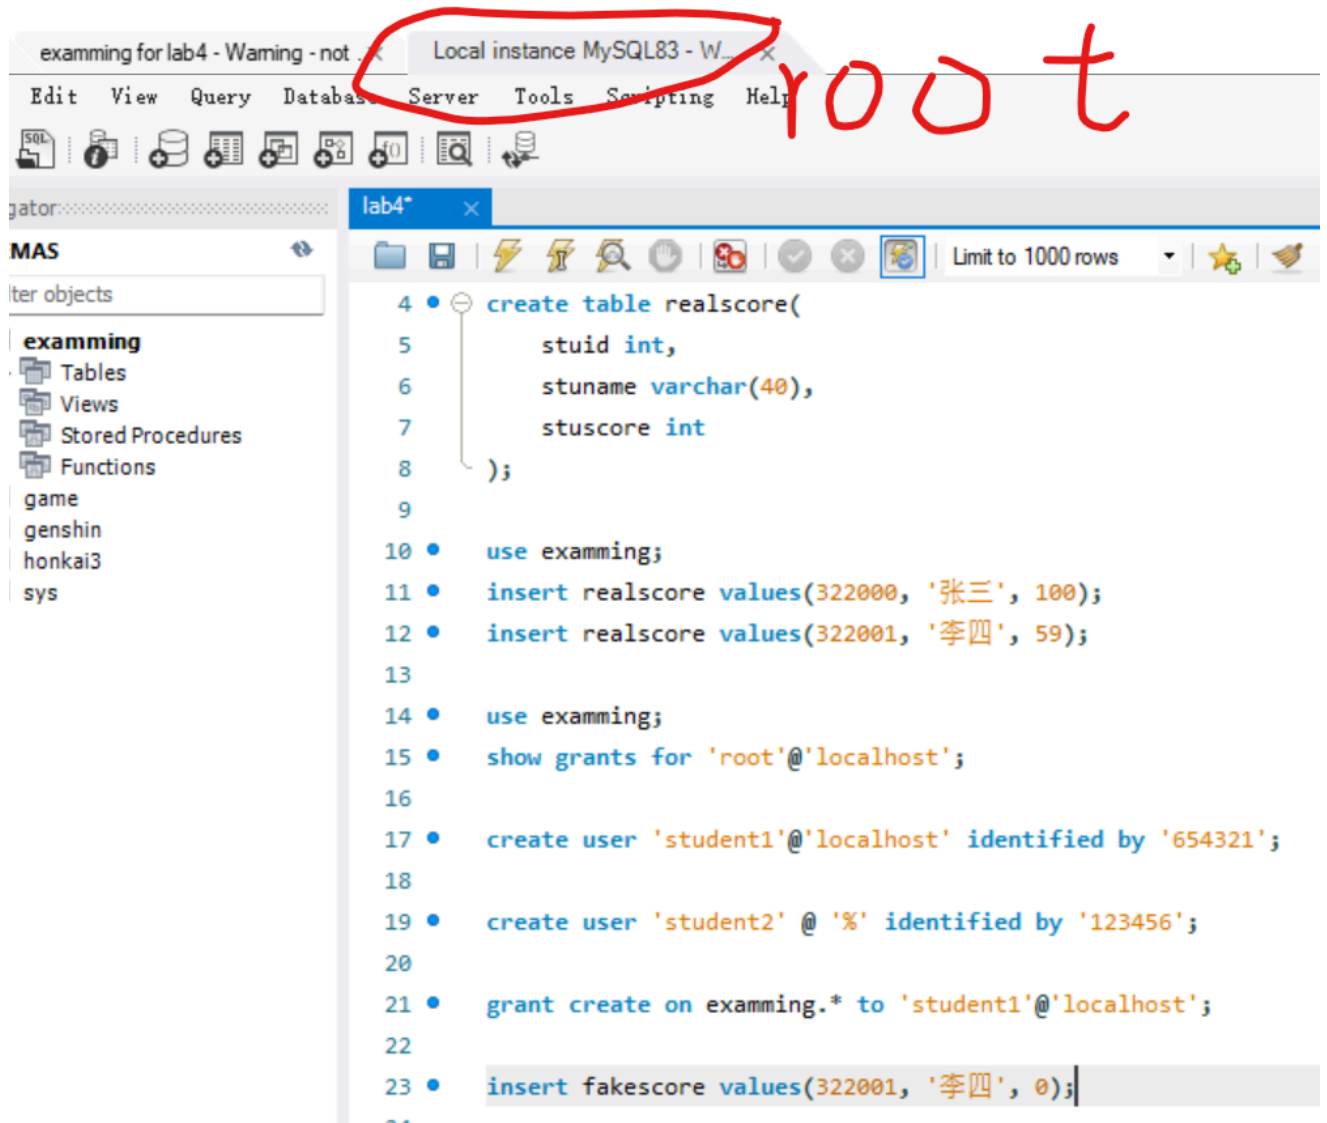 examming for lab4 - Warning - not . ×
Local instance MySQL83 - W... ×
root
Edit View Query Database Server Tools Scripting Help
SQL
gator
lab4* ×
MAS
Limit to 1000 rows
lter objects
examming
Tables
Views
Stored Procedures
Functions
game
genshin
honkai3
sys
4 create table realscore(
5 stuid int,
6 stuname varchar(40),
7 stuscore int
8 );
9
10 use examming;
11 insert realscore values(322000, '张三', 100);
12 insert realscore values(322001, '李四', 59);
13
14 use examming;
15 show grants for 'root'@'localhost';
16
17 create user 'student1'@'localhost' identified by '654321';
18
19 create user 'student2' @ '%' identified by '123456';
20
21 grant create on examming.* to 'student1'@'localhost';
22
23 insert fakescore values(322001, '李四', 0);